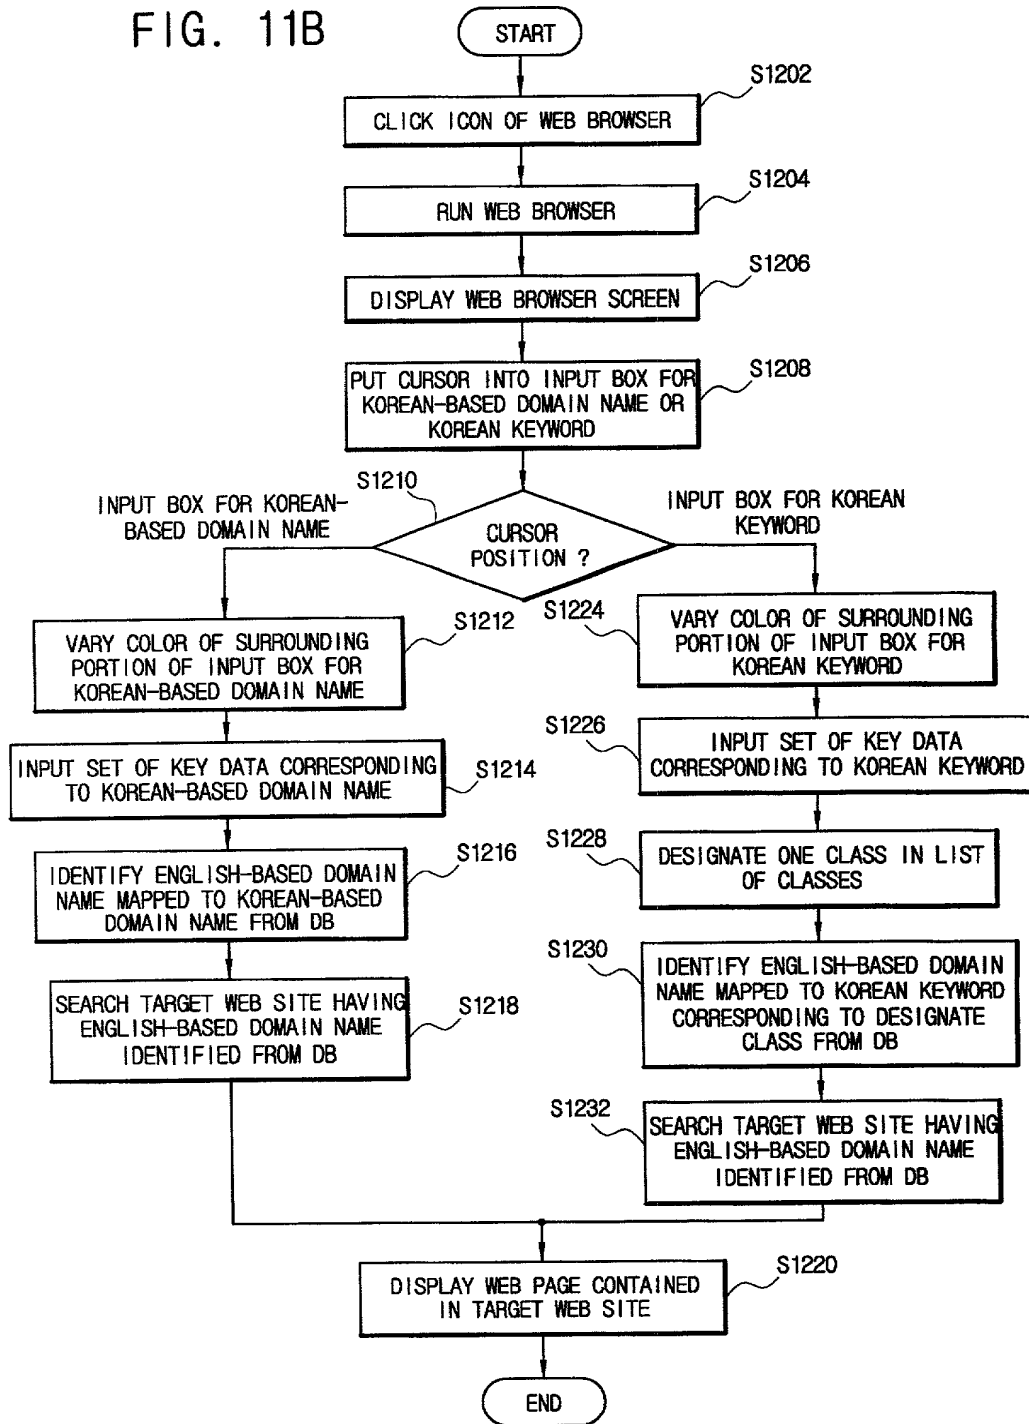 FIG. 11B
START
S1202
CLICK ICON OF WEB BROWSER
S1204
RUN WEB BROWSER
S1206
DISPLAY WEB BROWSER SCREEN
S1208
PUT CURSOR INTO INPUT BOX FOR
KOREAN-BASED DOMAIN NAME OR
KOREAN KEYWORD
S1210
INPUT BOX FOR KOREAN-
BASED DOMAIN NAME
CURSOR
POSITION ?
INPUT BOX FOR KOREAN
KEYWORD
S1212
VARY COLOR OF SURROUNDING
PORTION OF INPUT BOX FOR
KOREAN-BASED DOMAIN NAME
S1214
INPUT SET OF KEY DATA CORRESPONDING
TO KOREAN-BASED DOMAIN NAME
S1216
IDENTIFY ENGLISH-BASED DOMAIN
NAME MAPPED TO KOREAN-BASED
DOMAIN NAME FROM DB
S1218
SEARCH TARGET WEB SITE HAVING
ENGLISH-BASED DOMAIN NAME
IDENTIFIED FROM DB
S1224
VARY COLOR OF SURROUNDING
PORTION OF INPUT BOX FOR
KOREAN KEYWORD
S1226
INPUT SET OF KEY DATA
CORRESPONDING TO KOREAN KEYWORD
S1228
DESIGNATE ONE CLASS IN LIST
OF CLASSES
S1230
IDENTIFY ENGLISH-BASED DOMAIN
NAME MAPPED TO KOREAN KEYWORD
CORRESPONDING TO DESIGNATE
CLASS FROM DB
S1232
SEARCH TARGET WEB SITE HAVING
ENGLISH-BASED DOMAIN NAME
IDENTIFIED FROM DB
S1220
DISPLAY WEB PAGE CONTAINED
IN TARGET WEB SITE
END